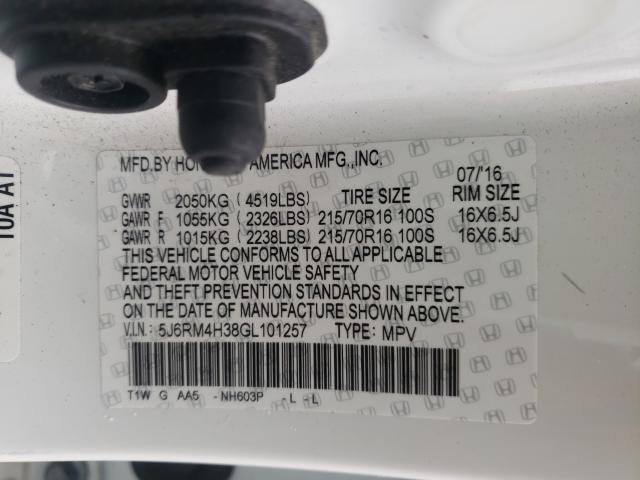 MFD.BY HON OF AMERICA MFG.,INC. 07/16
GVWR 2050KG ( 4519LBS) TIRE SIZE RIM SIZE
GAWR F 1055KG ( 2326LBS) 215/70R16 100S 16X6.5J
GAWR R 1015KG ( 2238LBS) 215/70R16 100S 16X6.5J
THIS VEHICLE CONFORMS TO ALL APPLICABLE
FEDERAL MOTOR VEHICLE SAFETY
AND THEFT PREVENTION STANDARDS IN EFFECT
ON THE DATE OF MANUFACTURE SHOWN ABOVE.
V.I.N.: 5J6RM4H38GL101257 TYPE: MPV
T1W G AA5 -NH603P - L L